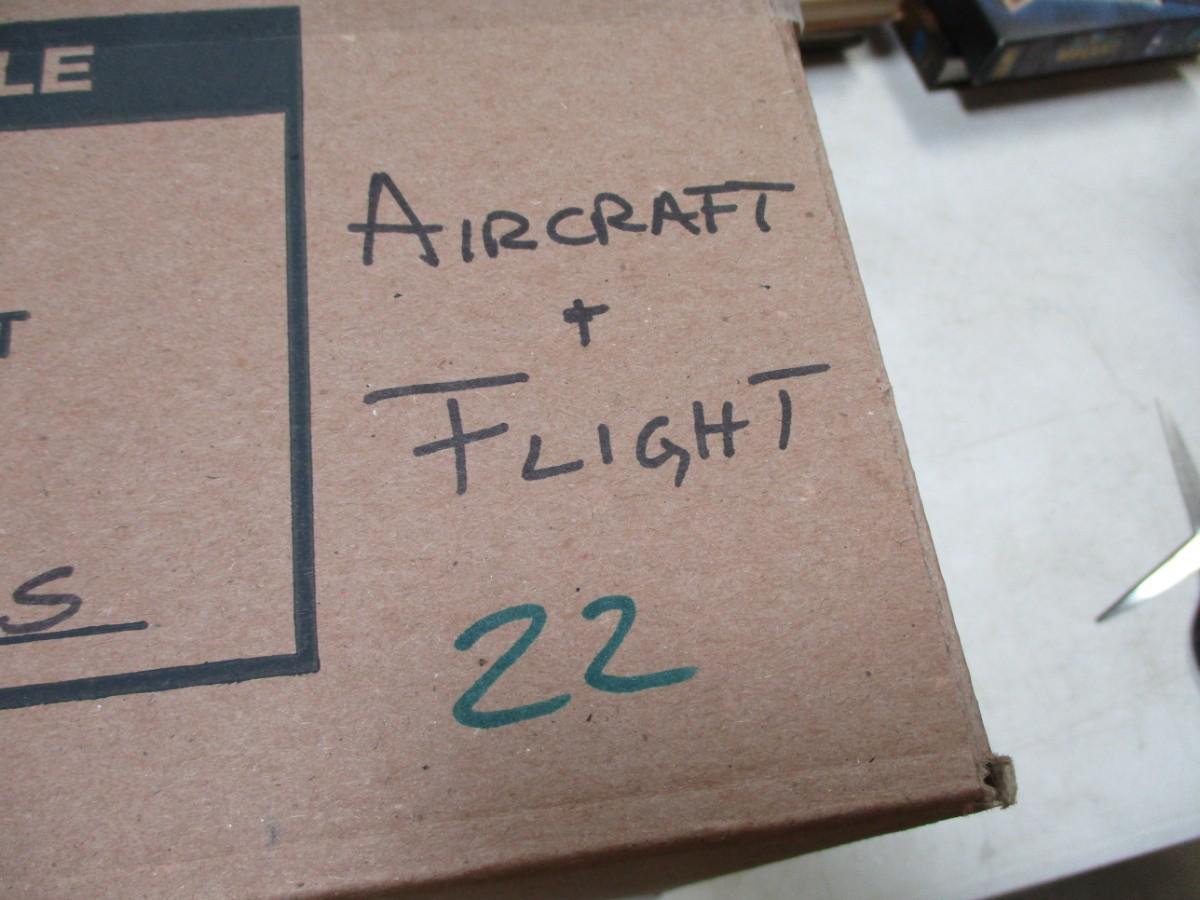 LE
AIRCRAFT
+
FLIGHT
T
S
22